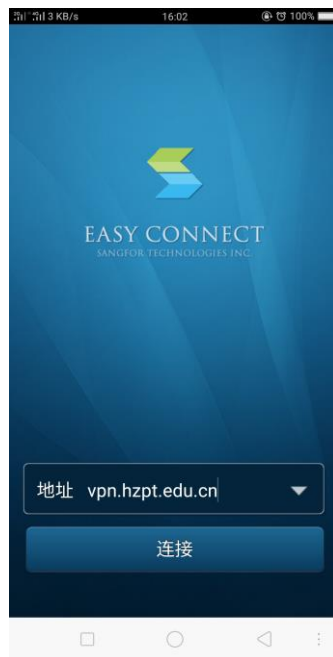 3 KB/s 16:02 100%
EASY CONNECT
SANGFOR TECHNOLOGIES INC.
地址 vpn.hzpt.edu.cn
连接